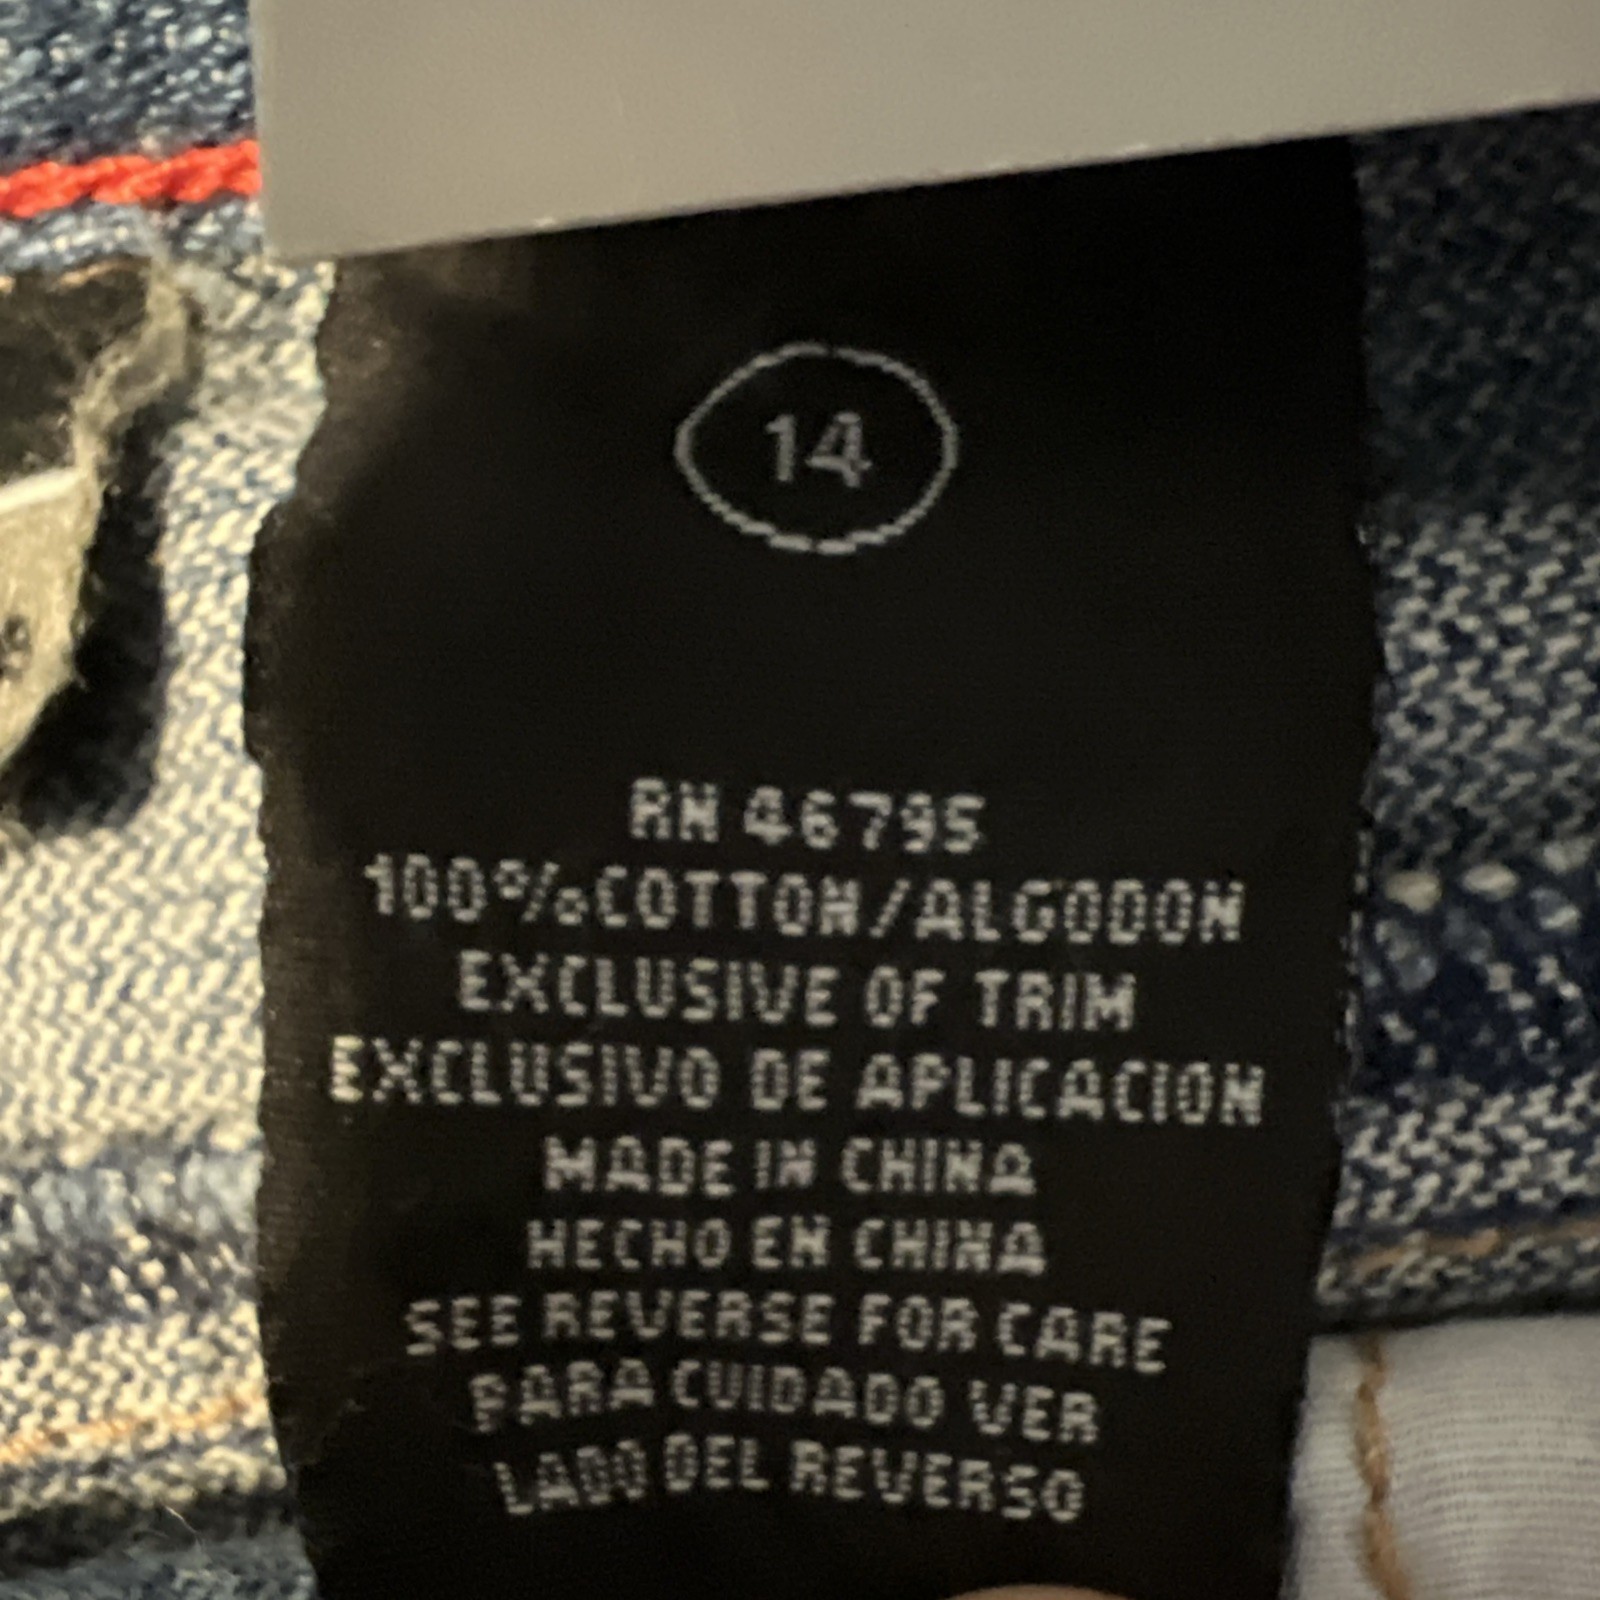 14
RN 46795
100%COTTON/ALGODON
EXCLUSIVE OF TRIM
EXCLUSIVO DE APLICACION
MADE IN CHINA
HECHO EN CHINA
SEE REVERSE FOR CARE
PARA CUIDADO VER
LADO DEL REVERSO